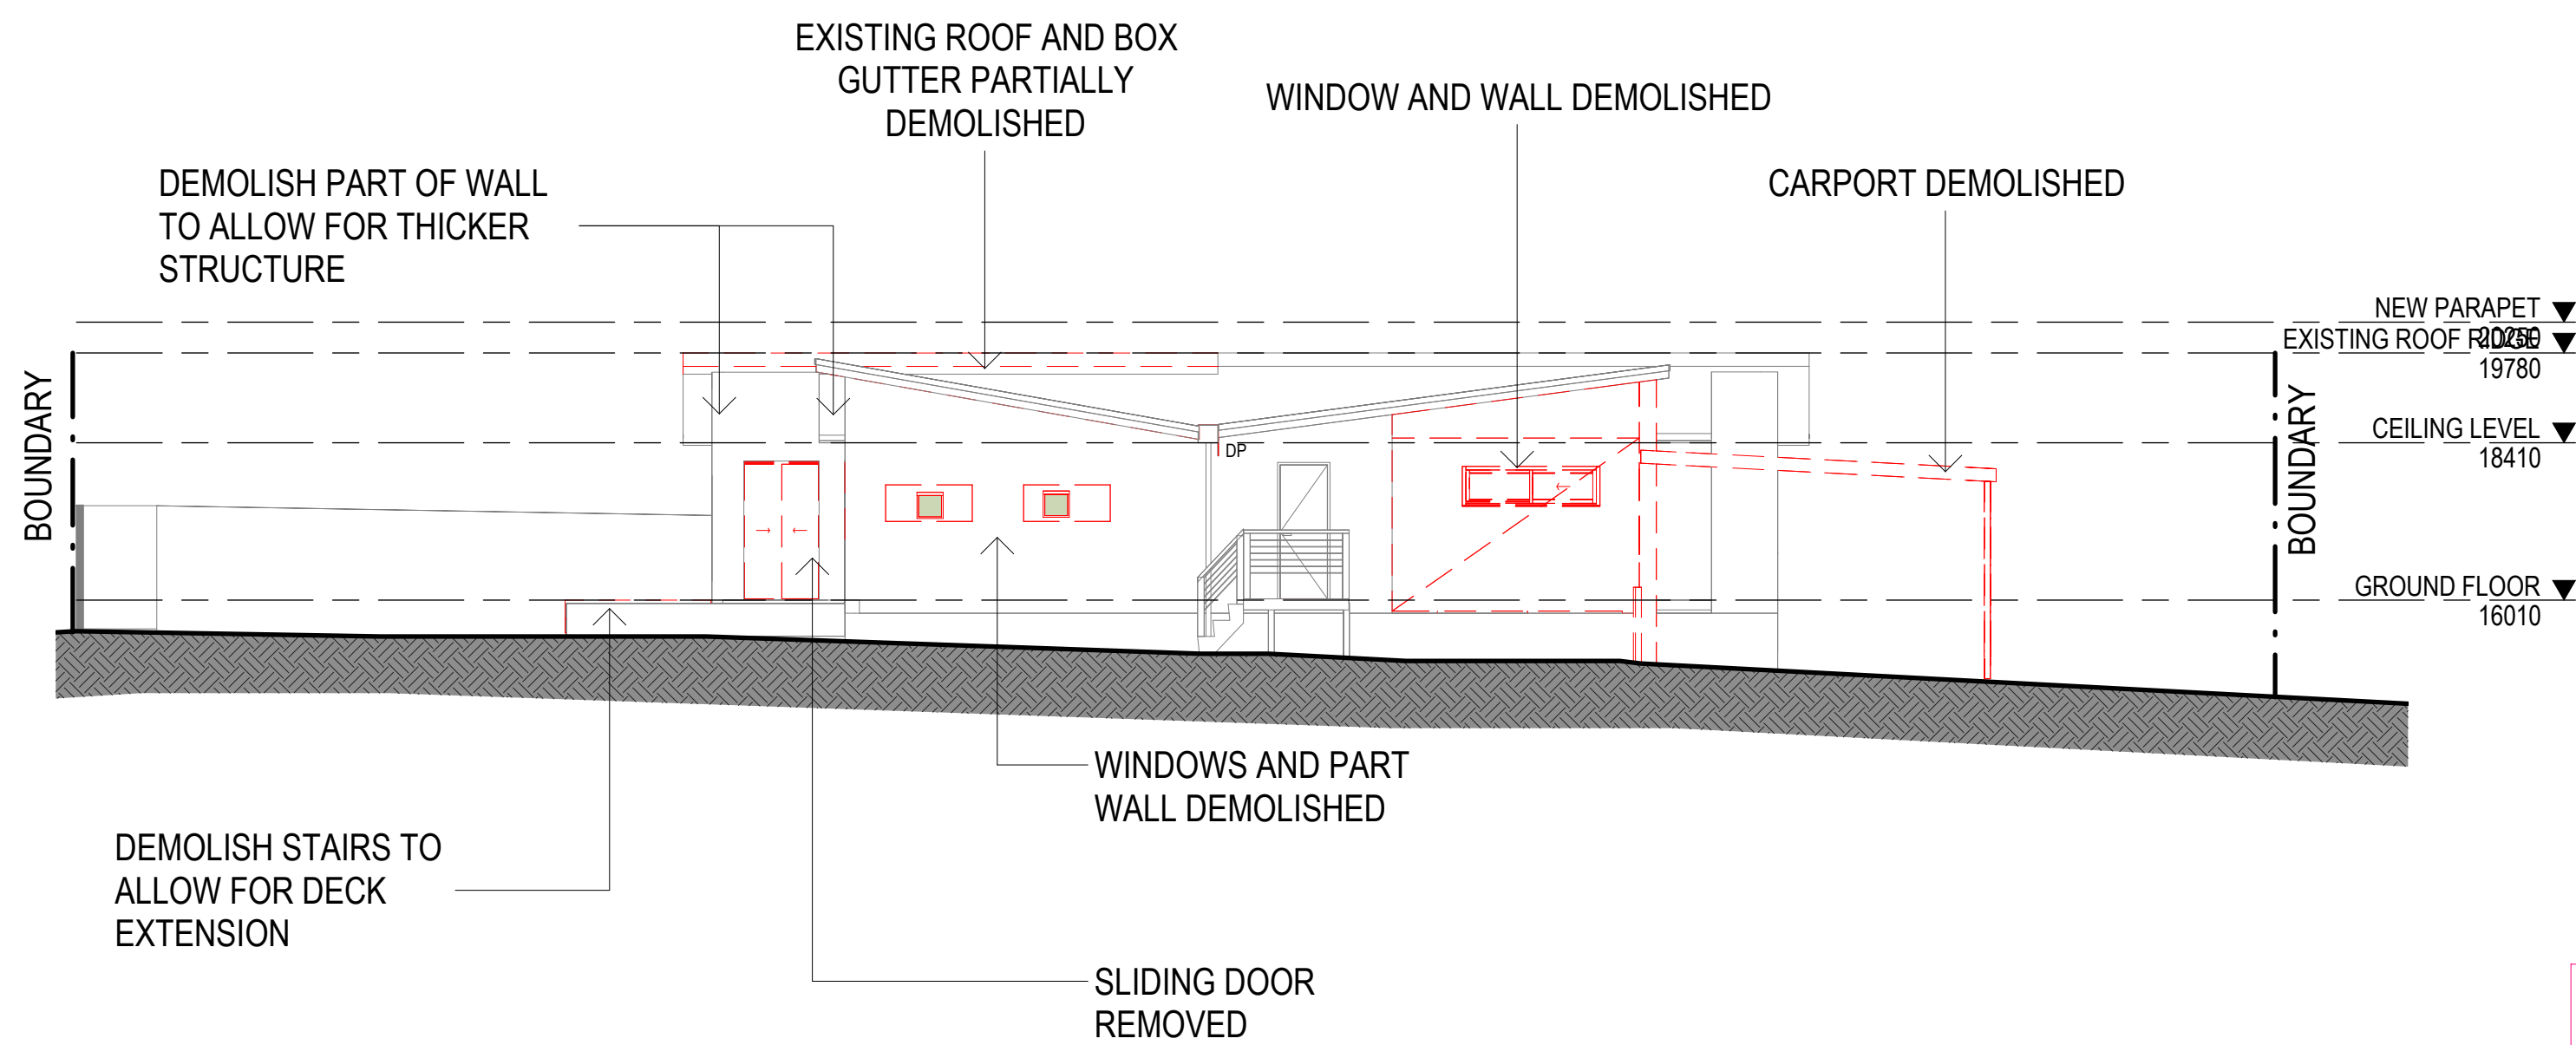 EXISTING ROOF AND BOX
GUTTER PARTIALLY
DEMOLISHED
WINDOW AND WALL DEMOLISHED
DEMOLISH PART OF WALL
TO ALLOW FOR THICKER
STRUCTURE
CARPORT DEMOLISHED
NEW PARAPET
20250
EXISTING ROOF RIDGE
19780
BOUNDARY
BOUNDARY
CEILING LEVEL
18410
DP
GROUND FLOOR
16010
WINDOWS AND PART
WALL DEMOLISHED
DEMOLISH STAIRS TO
ALLOW FOR DECK
EXTENSION
SLIDING DOOR
REMOVED